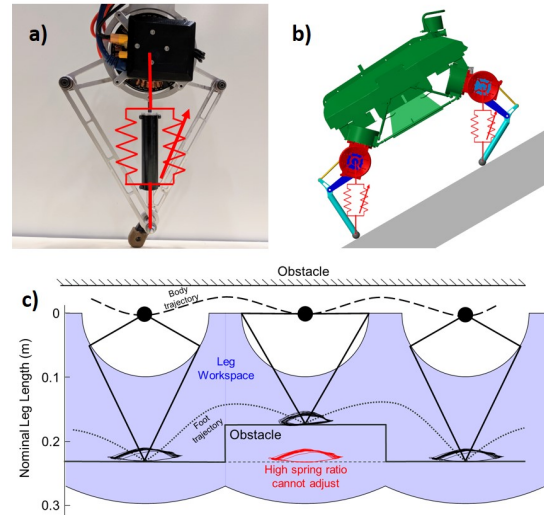 a)
b)
c)
Obstacle
Body
trajectory
Nominal Leg Length (m)
0
0.1
0.2
0.3
Leg
Workspace
Foot
trajectory
Obstacle
High spring ratio
cannot adjust